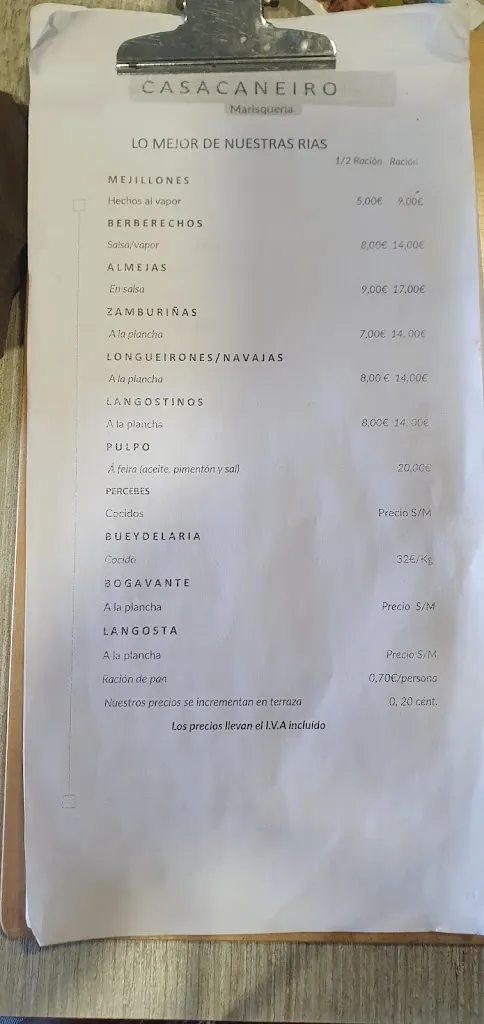 CASACANEIRO
Marisqueria
LO MEJOR DE NUESTRAS RIAS
1/2 Ración Ración
MEJILLONES
Hechos al vapor 5,00€ 9,00€
BERBERECHOS
Salsa/vapor 8,00€ 14,00€
ALMEJAS
En salsa 9,00€ 17,00€
ZAMBURIÑAS
A la plancha 7,00€ 14,00€
LONGUEIRONES/NAVAJAS
A la plancha 8,00 € 14,00€
LANGOSTINOS
A la plancha 8,00€ 14,00€
PULPO
Á feira (aceite, pimentón y sal) 20,00€
PERCEBES
Cocidos Precio S/M
BUEYDELARIA
Cocido 32€/Kg
BOGAVANTE
A la plancha Precio S/M
LANGOSTA
A la plancha Precio S/M
Ración de pan 0,70€/persona
Nuestros precios se incrementan en terraza 0, 20 cént.
Los precios llevan el I.V.A incluído